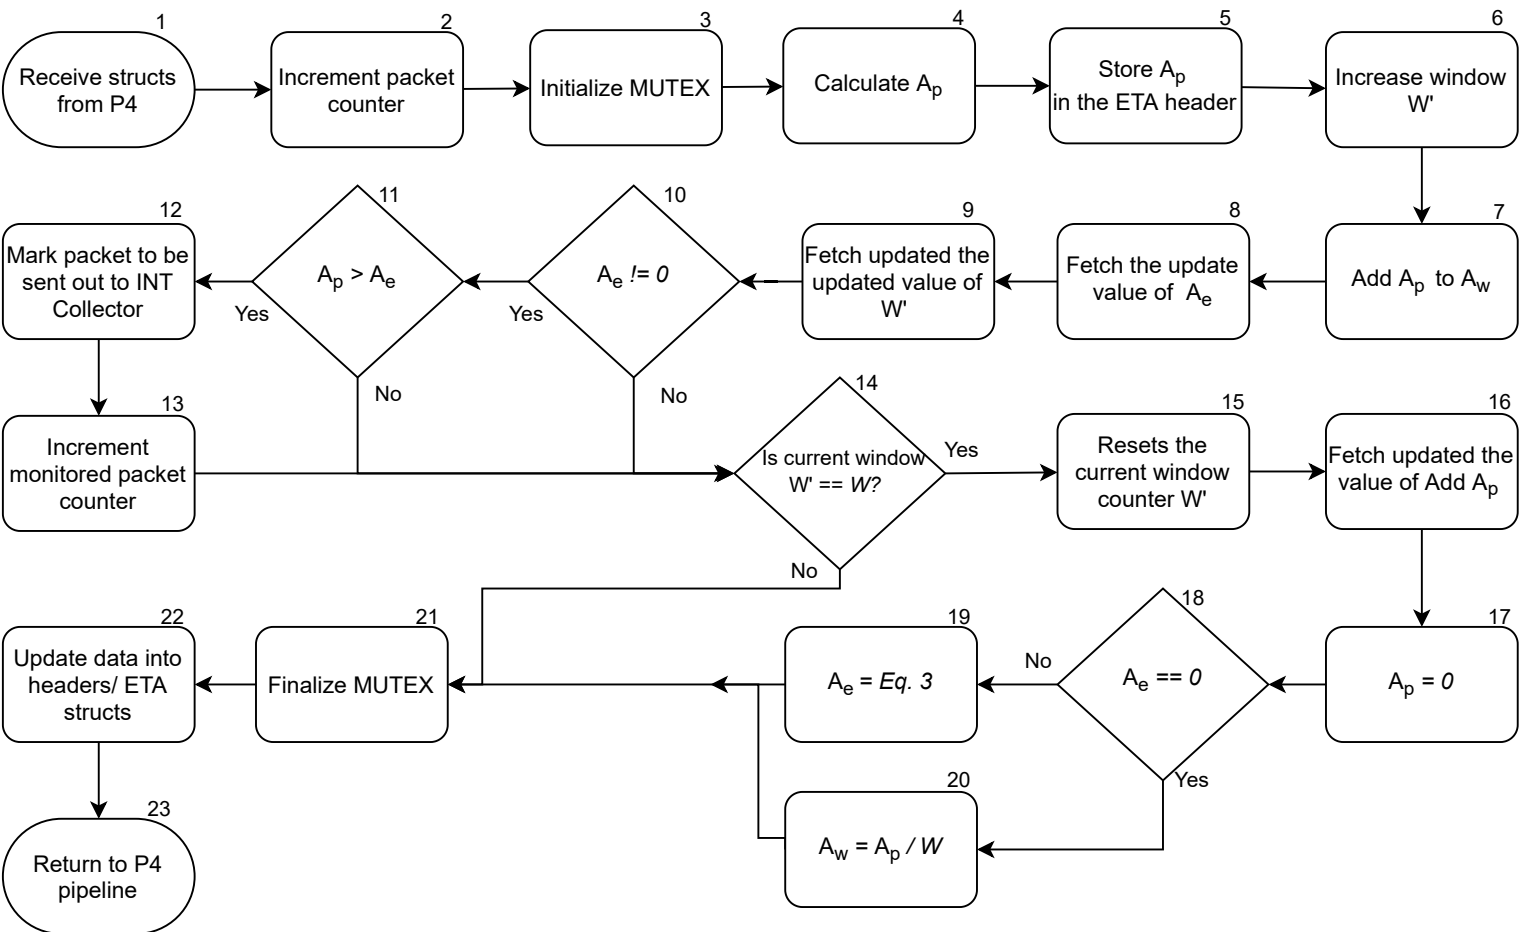 1
Receive structs
from P4
2
Increment packet
counter
3
Initialize MUTEX
4
Calculate Ap
5
Store Ap
in the ETA header
6
Increase window
W'
7
Add Ap to Aw
8
Fetch the update
value of Ae
9
Fetch updated the
updated value of
W'
10
Ae != 0
Yes
No
11
Ap > Ae
Yes
No
12
Mark packet to be
sent out to INT
Collector
13
Increment
monitored packet
counter
14
Is current window
W' == W?
Yes
No
15
Resets the
current window
counter W'
16
Fetch updated the
value of Add Ap
17
Ap = 0
18
Ae == 0
No
Yes
19
Ae = Eq. 3
20
Aw = Ap / W
21
Finalize MUTEX
22
Update data into
headers/ ETA
structs
23
Return to P4
pipeline